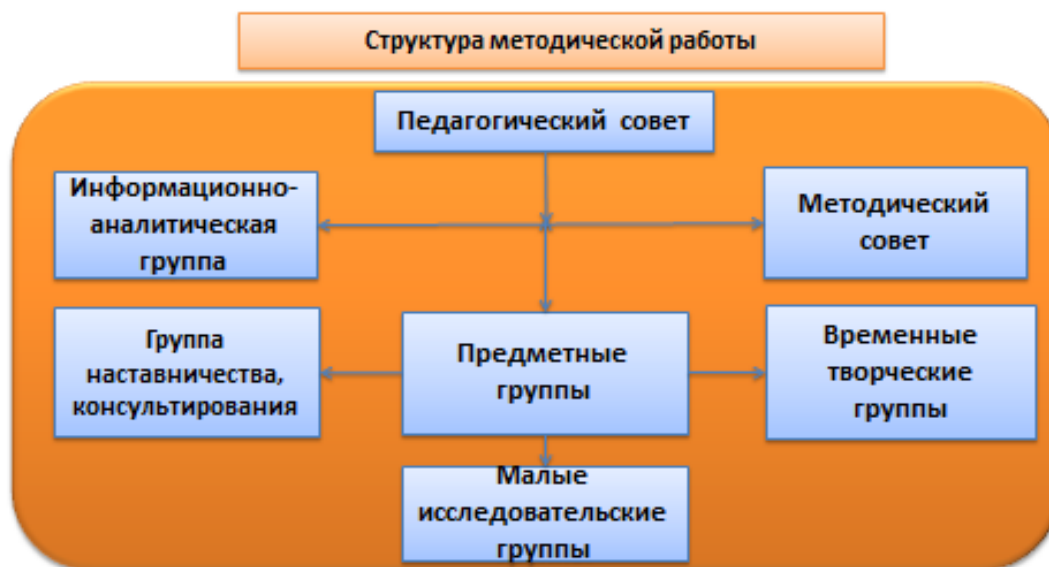 Структура методической работы
Педагогический совет
Информационно-
аналитическая
группа
Методический
совет
Группа
наставничества,
консультирования
Предметные
группы
Временные
творческие
группы
Малые
исследовательские
группы